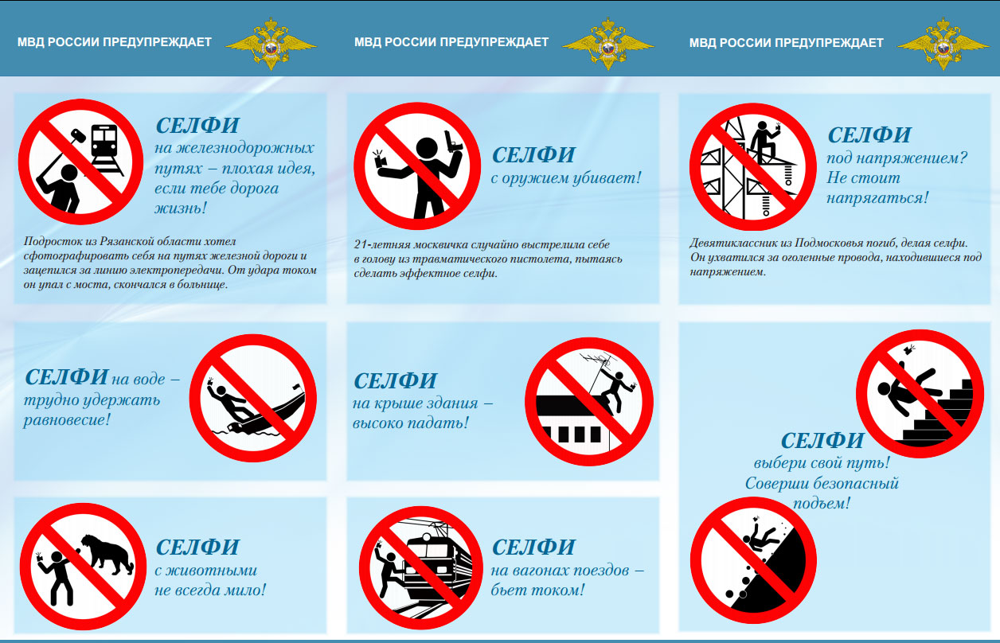 МВД РОССИИ ПРЕДУПРЕЖДАЕТ
СЕЛФИ
на железнодорожных
путях – плохая идея,
если тебе дорога
жизнь!
Подросток из Рязанской области хотел
сфотографировать себя на путях железной дороги и
зацепился за линию электропередачи. От удара током
он упал с моста, скончался в больнице.
СЕЛФИ на воде –
трудно удержать
равновесие!
СЕЛФИ
с животными
не всегда мило!
МВД РОССИИ ПРЕДУПРЕЖДАЕТ
СЕЛФИ
с оружием убивает!
21-летняя москвичка случайно выстрелила себе
в голову из травматического пистолета, пытаясь
сделать эффектное селфи.
СЕЛФИ
на крыше здания –
высоко падать!
СЕЛФИ
на вагонах поездов –
бьет током!
МВД РОССИИ ПРЕДУПРЕЖДАЕТ
СЕЛФИ
под напряжением?
Не стоит
напрягаться!
Девятиклассник из Подмосковья погиб, делая селфи.
Он ухватился за оголенные провода, находившиеся под
напряжением.
СЕЛФИ
выбери свой путь!
Соверши безопасный
подъем!